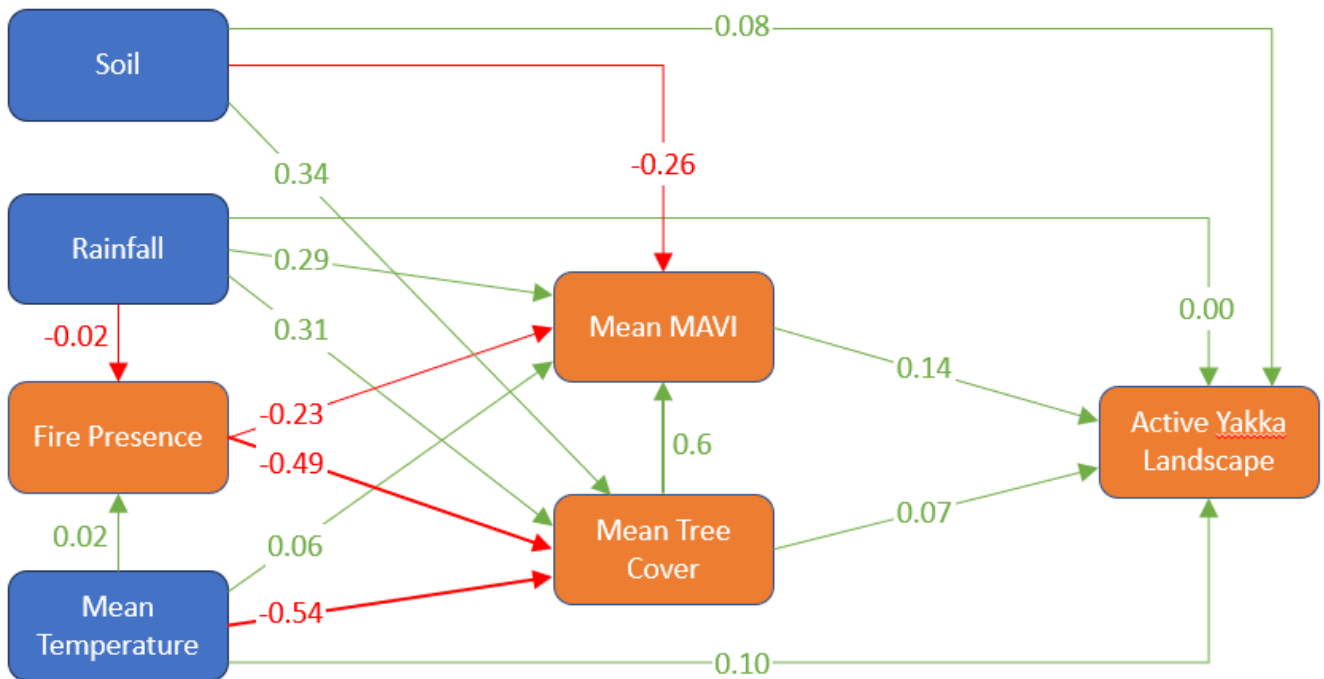 Soil
0.08
-0.26
0.34
Rainfall
0.29
0.31
0.00
-0.02
Mean MAVI
0.14
Fire Presence
-0.23
-0.49
0.6
Active Yakka
Landscape
0.02
0.06
Mean Tree
Cover
0.07
Mean
Temperature
-0.54
0.10